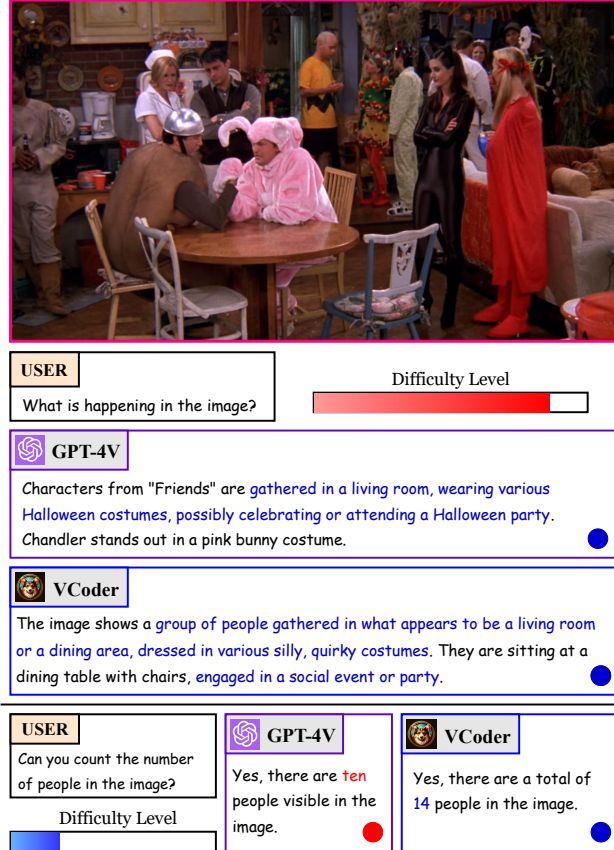 USER
What is happening in the image?
Difficulty Level
GPT-4V
Characters from "Friends" are gathered in a living room, wearing various
Halloween costumes, possibly celebrating or attending a Halloween party.
Chandler stands out in a pink bunny costume.
VCoder
The image shows a group of people gathered in what appears to be a living room
or a dining area, dressed in various silly, quirky costumes. They are sitting at a
dining table with chairs, engaged in a social event or party.
USER
Can you count the number
of people in the image?
Difficulty Level
GPT-4V
Yes, there are ten
people visible in the
image.
VCoder
Yes, there are a total of
14 people in the image.